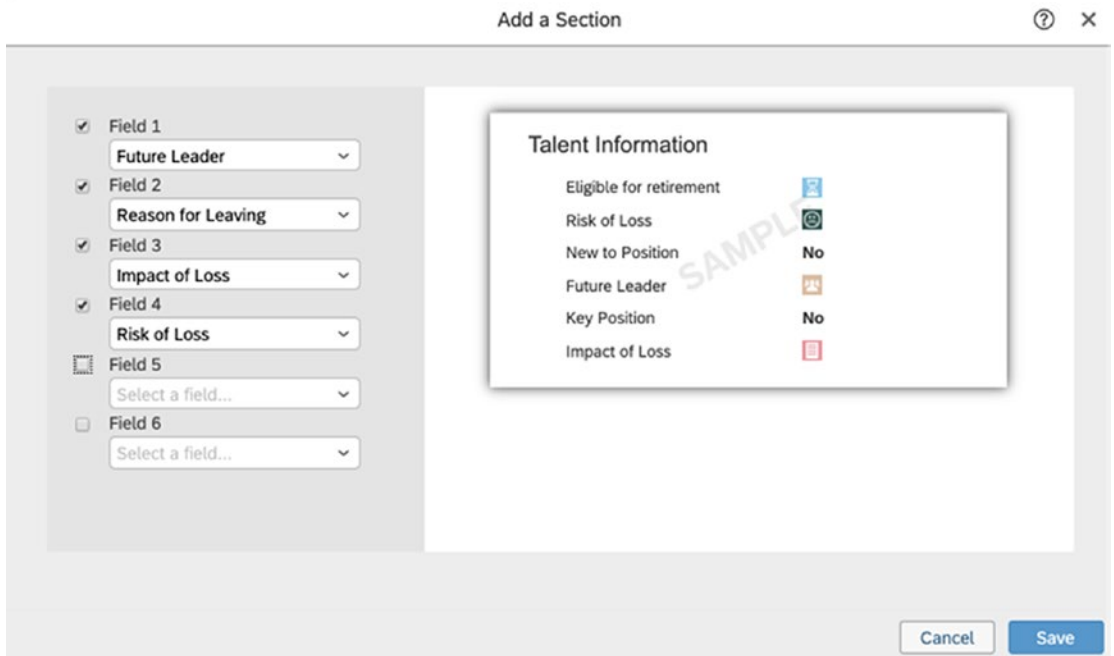 Add a Section
Field 1
Future Leader
Field 2
Reason for Leaving
Field 3
Impact of Loss
Field 4
Risk of Loss
Field 5
Select a field...
Field 6
Select a field...
Talent Information
Eligible for retirement
Risk of Loss
New to Position No
Future Leader
Key Position No
Impact of Loss
SAMPLE
Cancel Save